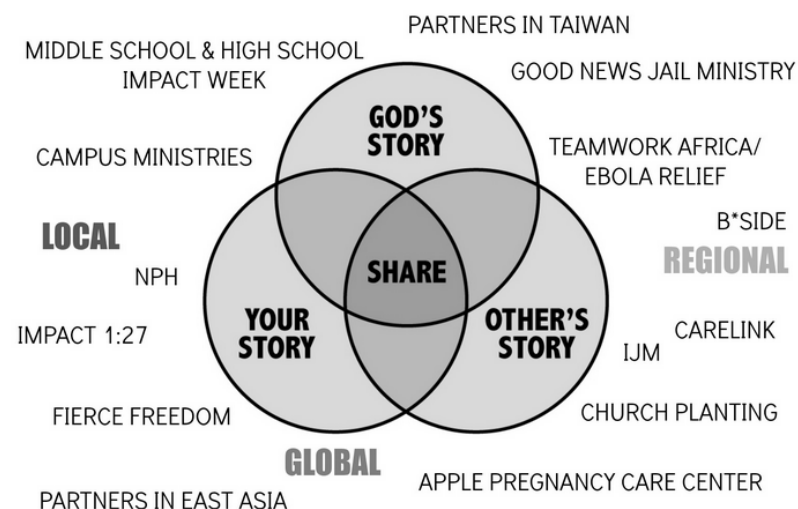 PARTNERS IN TAIWAN
MIDDLE SCHOOL & HIGH SCHOOL
IMPACT WEEK
GOOD NEWS JAIL MINISTRY
GOD'S
STORY
CAMPUS MINISTRIES
TEAMWORK AFRICA/
EBOLA RELIEF
B*SIDE
LOCAL
REGIONAL
NPH
SHARE
IMPACT 1:27
YOUR
STORY
OTHER'S
STORY
CARELINK
IJM
FIERCE FREEDOM
CHURCH PLANTING
GLOBAL
APPLE PREGNANCY CARE CENTER
PARTNERS IN EAST ASIA